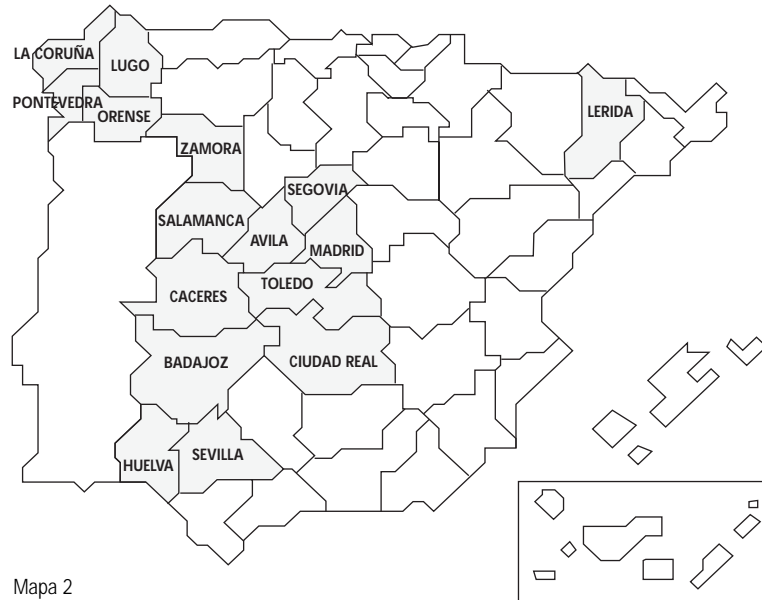 LA CORUÑA
LUGO
PONTEVEDRA
ORENSE
LERIDA
ZAMORA
SEGOVIA
SALAMANCA
AVILA
MADRID
CACERES
TOLEDO
BADAJOZ
CIUDAD REAL
HUELVA
SEVILLA
Mapa 2